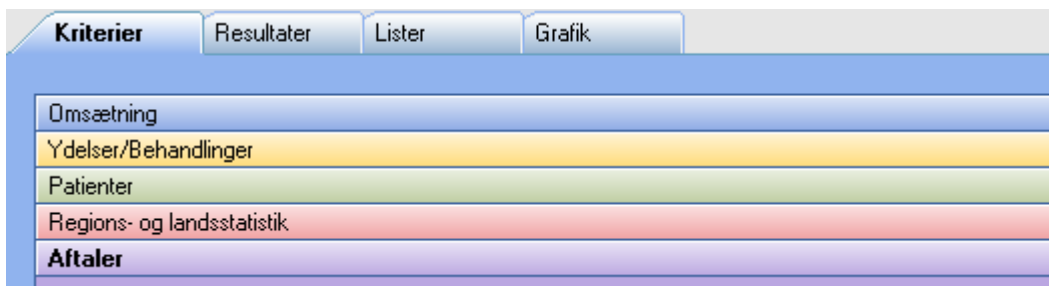 Kriterier Resultater Lister Grafik
Omsætning
Ydelser/Behandlinger
Patienter
Regions- og landsstatistik
Aftaler